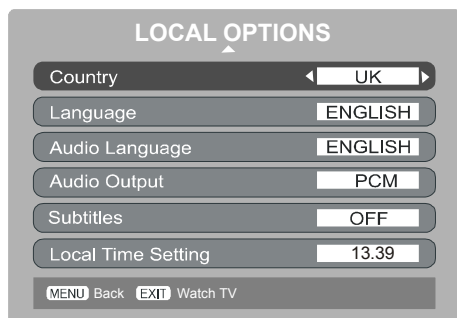 LOCAL OPTIONS
Country UK
Language ENGLISH
Audio Language ENGLISH
Audio Output PCM
Subtitles OFF
Local Time Setting 13.39
MENU Back EXIT Watch TV